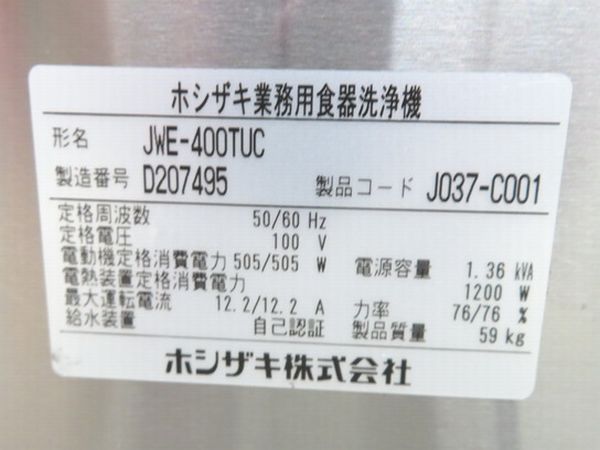 ホシザキ業務用食器洗浄機
形名 JWE-400TUC
製造番号 D207495 製品コード J037-C001
定格周波数 50/60 Hz
定格電圧 100 V
電動機定格消費電力 505/505 W 電源容量 1.36 kVA
電熱装置定格消費電力 1200 W
最大運転電流 12.2/12.2 A 力率 76/76 %
給水装置 自己認証 製品質量 59 kg
ホシザキ株式会社